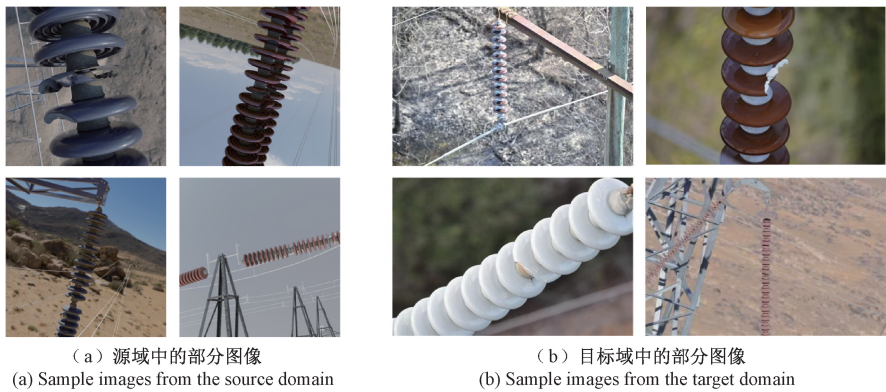 （a）源域中的部分图像
(a) Sample images from the source domain
（b）目标域中的部分图像
(b) Sample images from the target domain